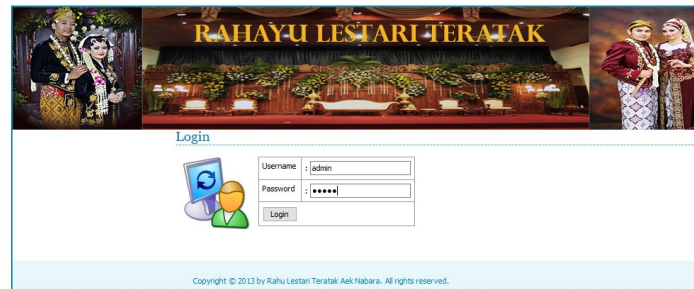 RAHAYU LESTARI TERATAK
Login
Username : admin
Password : •••••
Login
Copyright © 2013 by Rahu Lestari Teratak Aek Nabara. All rights reserved.